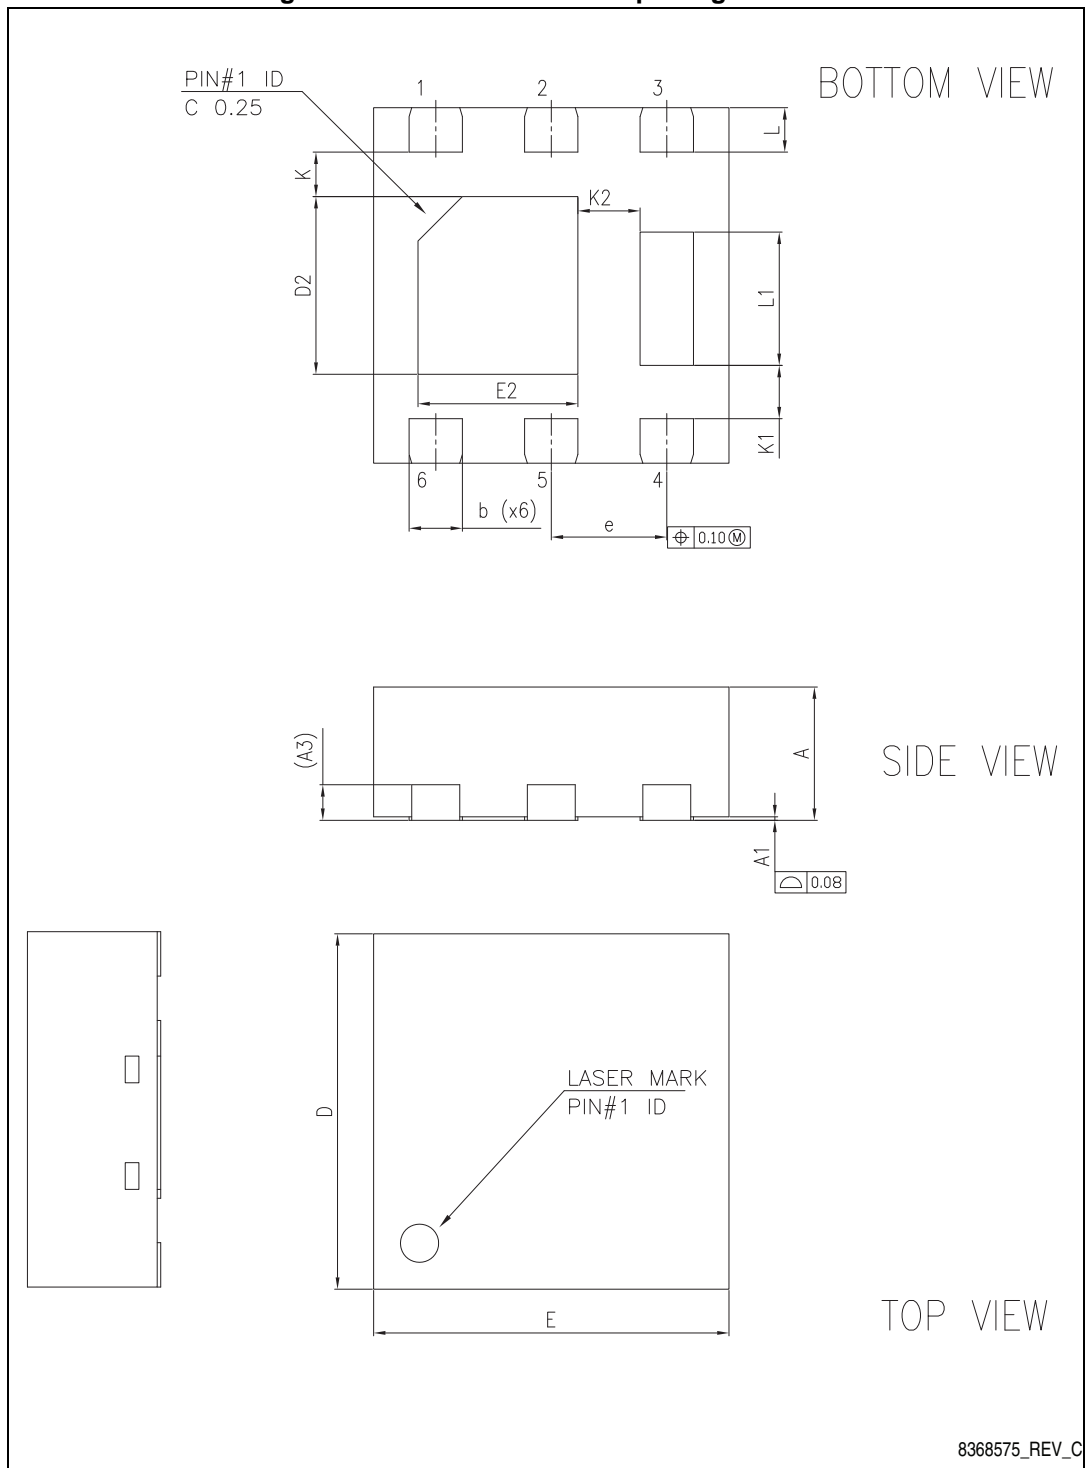 PIN#1 ID
C 0.25
1
2
3
BOTTOM VIEW
L
K
K2
D2
L1
E2
K1
6
5
4
b (x6)
e
0.10 Ⓜ
(A3)
A
SIDE VIEW
A1
0.08
D
LASER MARK
PIN#1 ID
E
TOP VIEW
8368575_REV_C